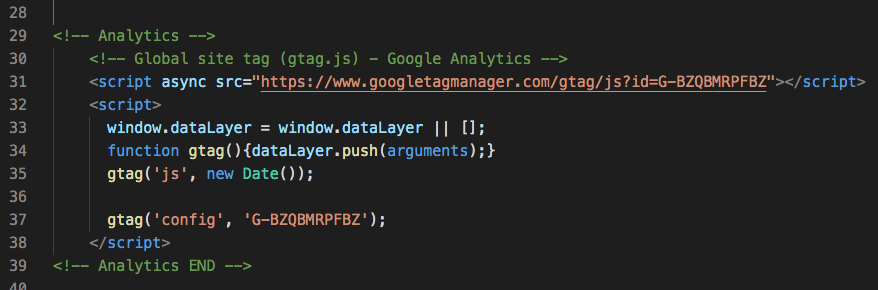 28
29 <!-- Analytics -->
30 <!-- Global site tag (gtag.js) - Google Analytics -->
31 <script async src="https://www.googletagmanager.com/gtag/js?id=G-BZQBMRPFBZ"></script>
32 <script>
33 window.dataLayer = window.dataLayer || [];
34 function gtag(){dataLayer.push(arguments);}
35 gtag('js', new Date());
36
37 gtag('config', 'G-BZQBMRPFBZ');
38 </script>
39 <!-- Analytics END -->
40